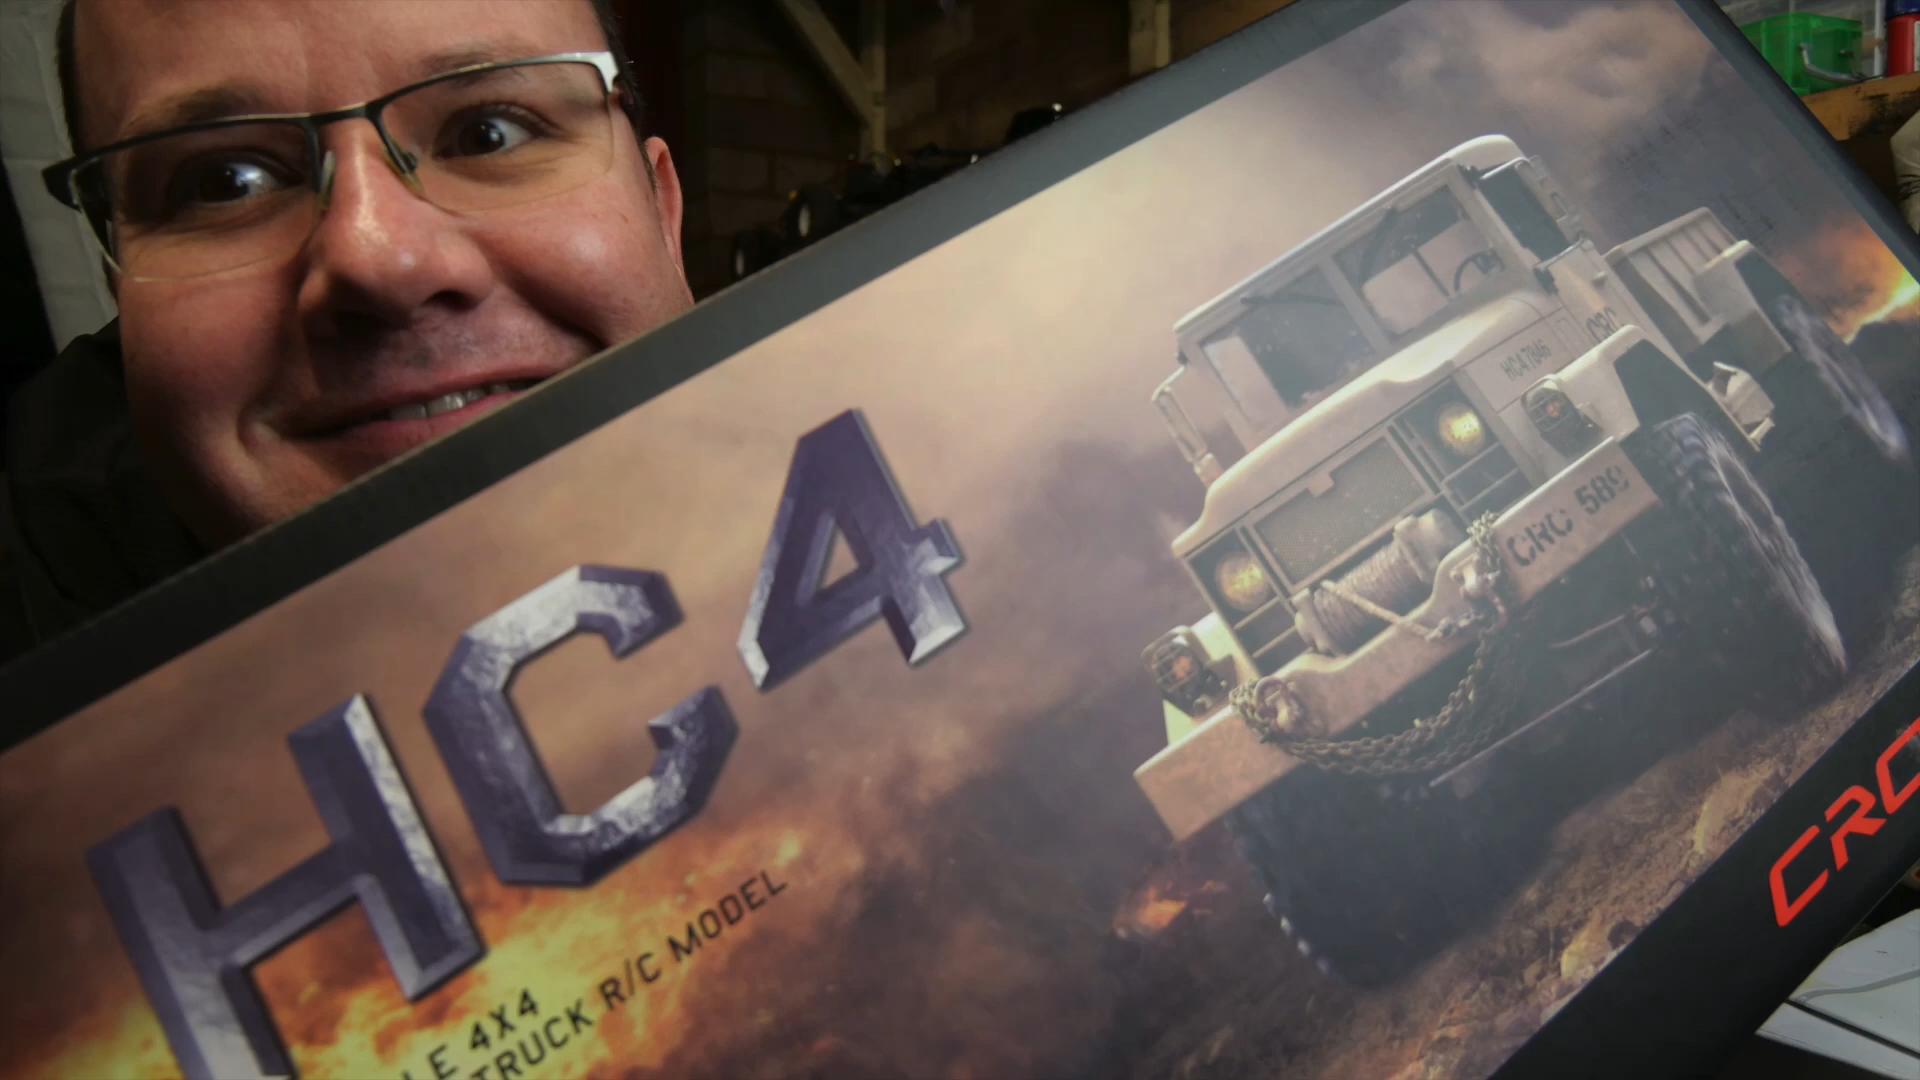 HC4
LE 4X4
TRUCK R/C MODEL
HC47846
CRC
CRC 589
CRC